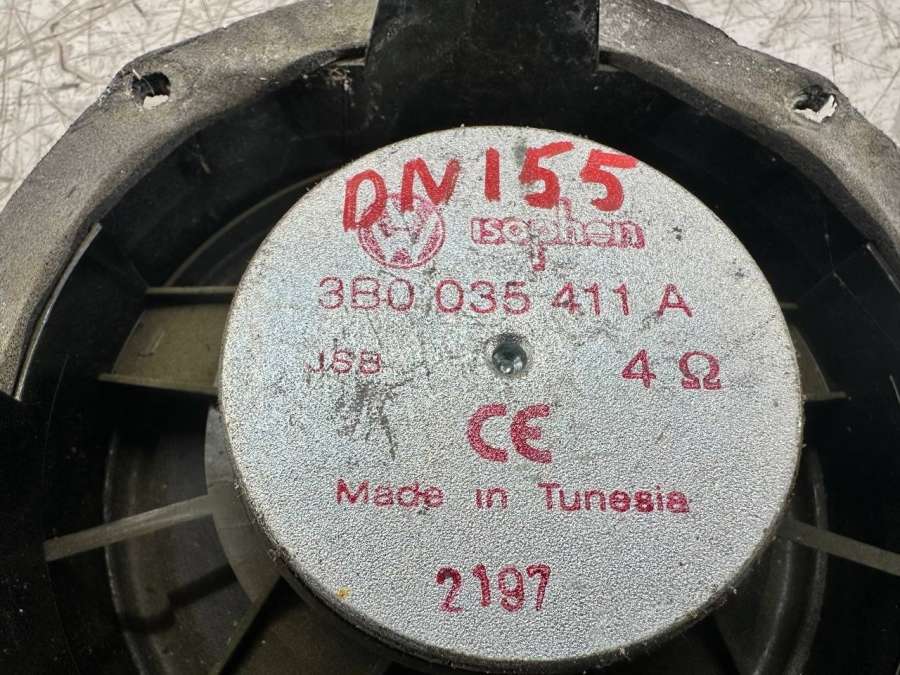 DN155
isophon
3B0 035 411 A
JSB 4 Ω
CE
Made in Tunesia
2197